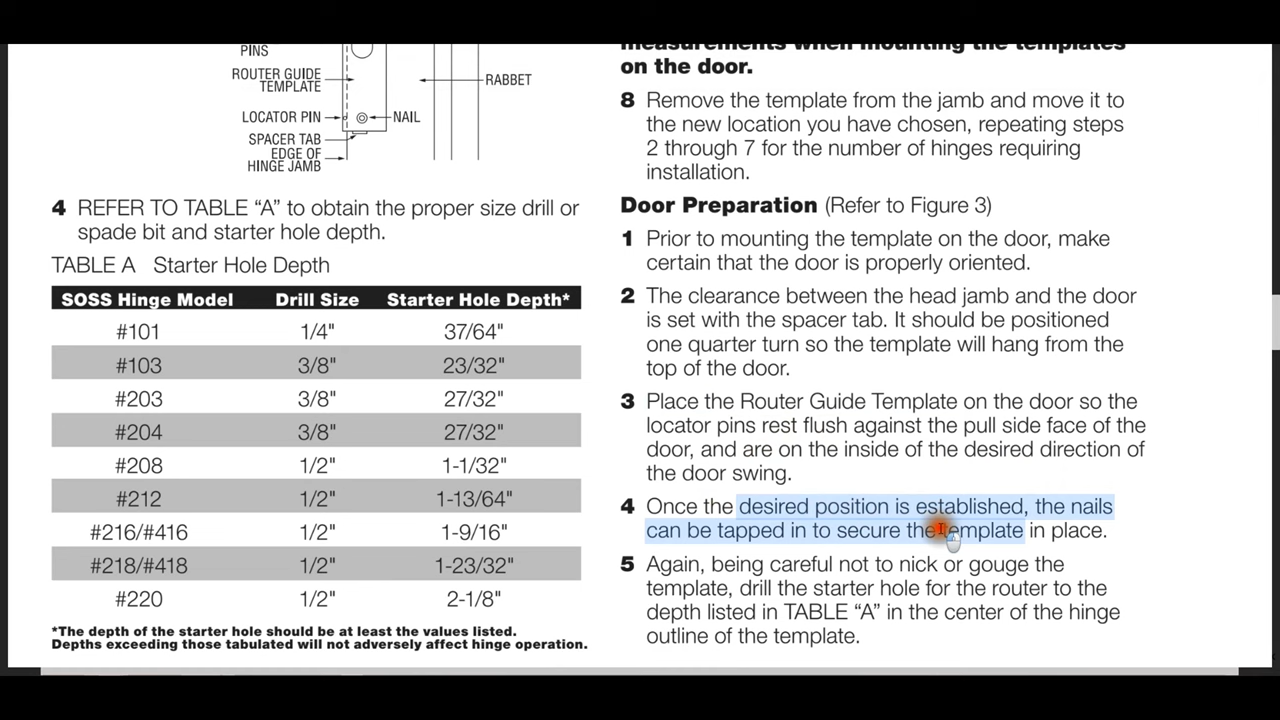 PINS
ROUTER GUIDE
TEMPLATE
RABBET
LOCATOR PIN
NAIL
SPACER TAB
EDGE OF
HINGE JAMB
4 REFER TO TABLE “A” to obtain the proper size drill or
spade bit and starter hole depth.
TABLE A Starter Hole Depth
SOSS Hinge Model Drill Size Starter Hole Depth*
#101 1/4" 37/64"
#103 3/8" 23/32"
#203 3/8" 27/32"
#204 3/8" 27/32"
#208 1/2" 1-1/32"
#212 1/2" 1-13/64"
#216/#416 1/2" 1-9/16"
#218/#418 1/2" 1-23/32"
#220 1/2" 2-1/8"
*The depth of the starter hole should be at least the values listed.
Depths exceeding those tabulated will not adversely affect hinge operation.
measurements when mounting the templates
on the door.
8 Remove the template from the jamb and move it to
the new location you have chosen, repeating steps
2 through 7 for the number of hinges requiring
installation.
Door Preparation (Refer to Figure 3)
1 Prior to mounting the template on the door, make
certain that the door is properly oriented.
2 The clearance between the head jamb and the door
is set with the spacer tab. It should be positioned
one quarter turn so the template will hang from the
top of the door.
3 Place the Router Guide Template on the door so the
locator pins rest flush against the pull side face of the
door, and are on the inside of the desired direction of
the door swing.
4 Once the desired position is established, the nails
can be tapped in to secure the template in place.
5 Again, being careful not to nick or gouge the
template, drill the starter hole for the router to the
depth listed in TABLE “A” in the center of the hinge
outline of the template.